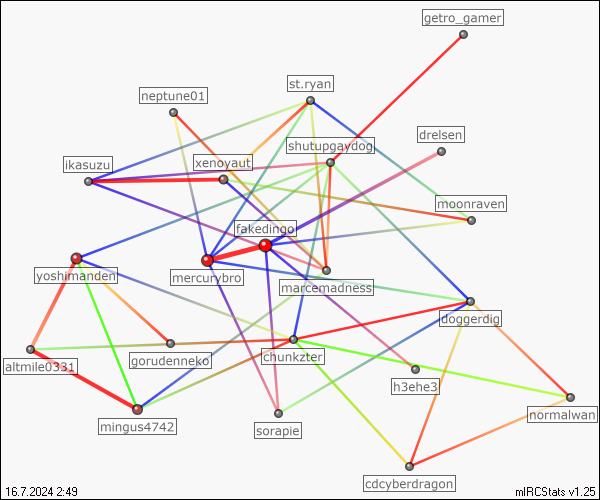 getro_gamer
st.ryan
neptune01
drelsen
shutupgaydog
ikasuzu
xenoyaut
moonraven
fakedingo
yoshimanden
mercurybro
marcemadness
doggerdig
altmile0331
gorudenneko
chunkzter
h3ehe3
normalwan
mingus4742
sorapie
cdcyberdragon
16.7.2024 2:49
mIRCStats v1.25